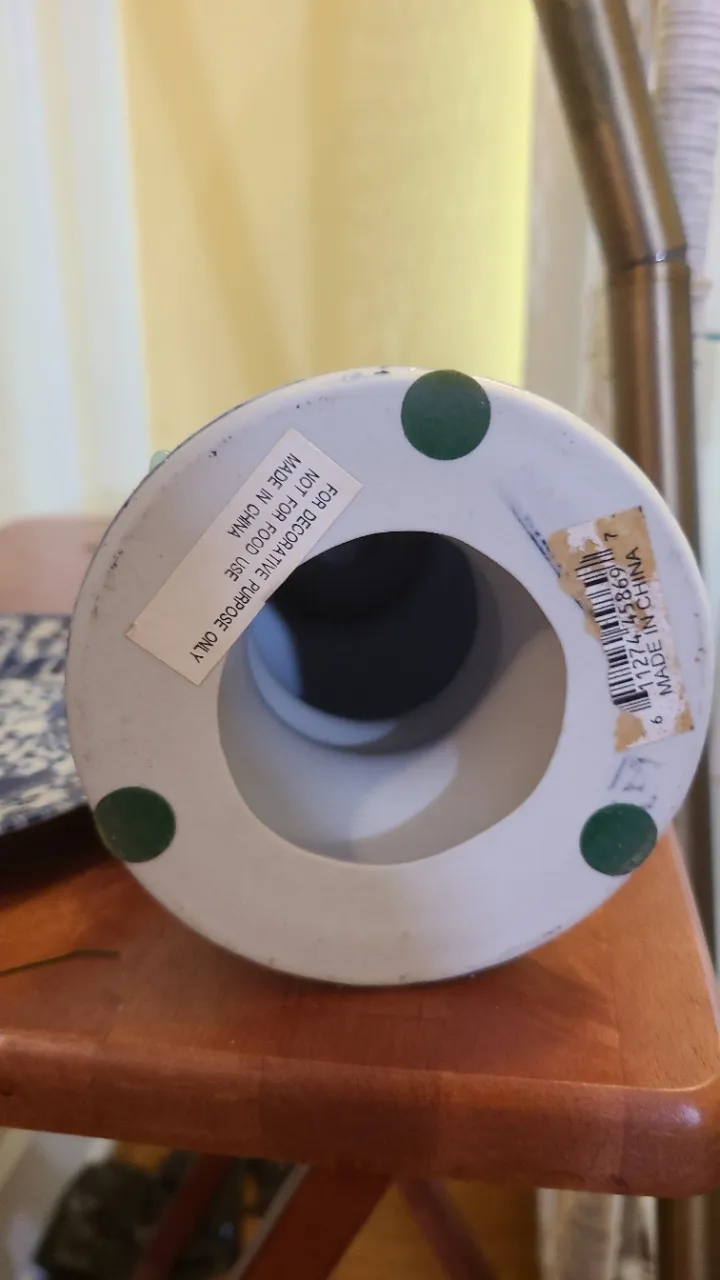 FOR DECORATIVE PURPOSE ONLY
NOT FOR FOOD USE
MADE IN CHINA
6 11274 45869 7
MADE IN CHINA